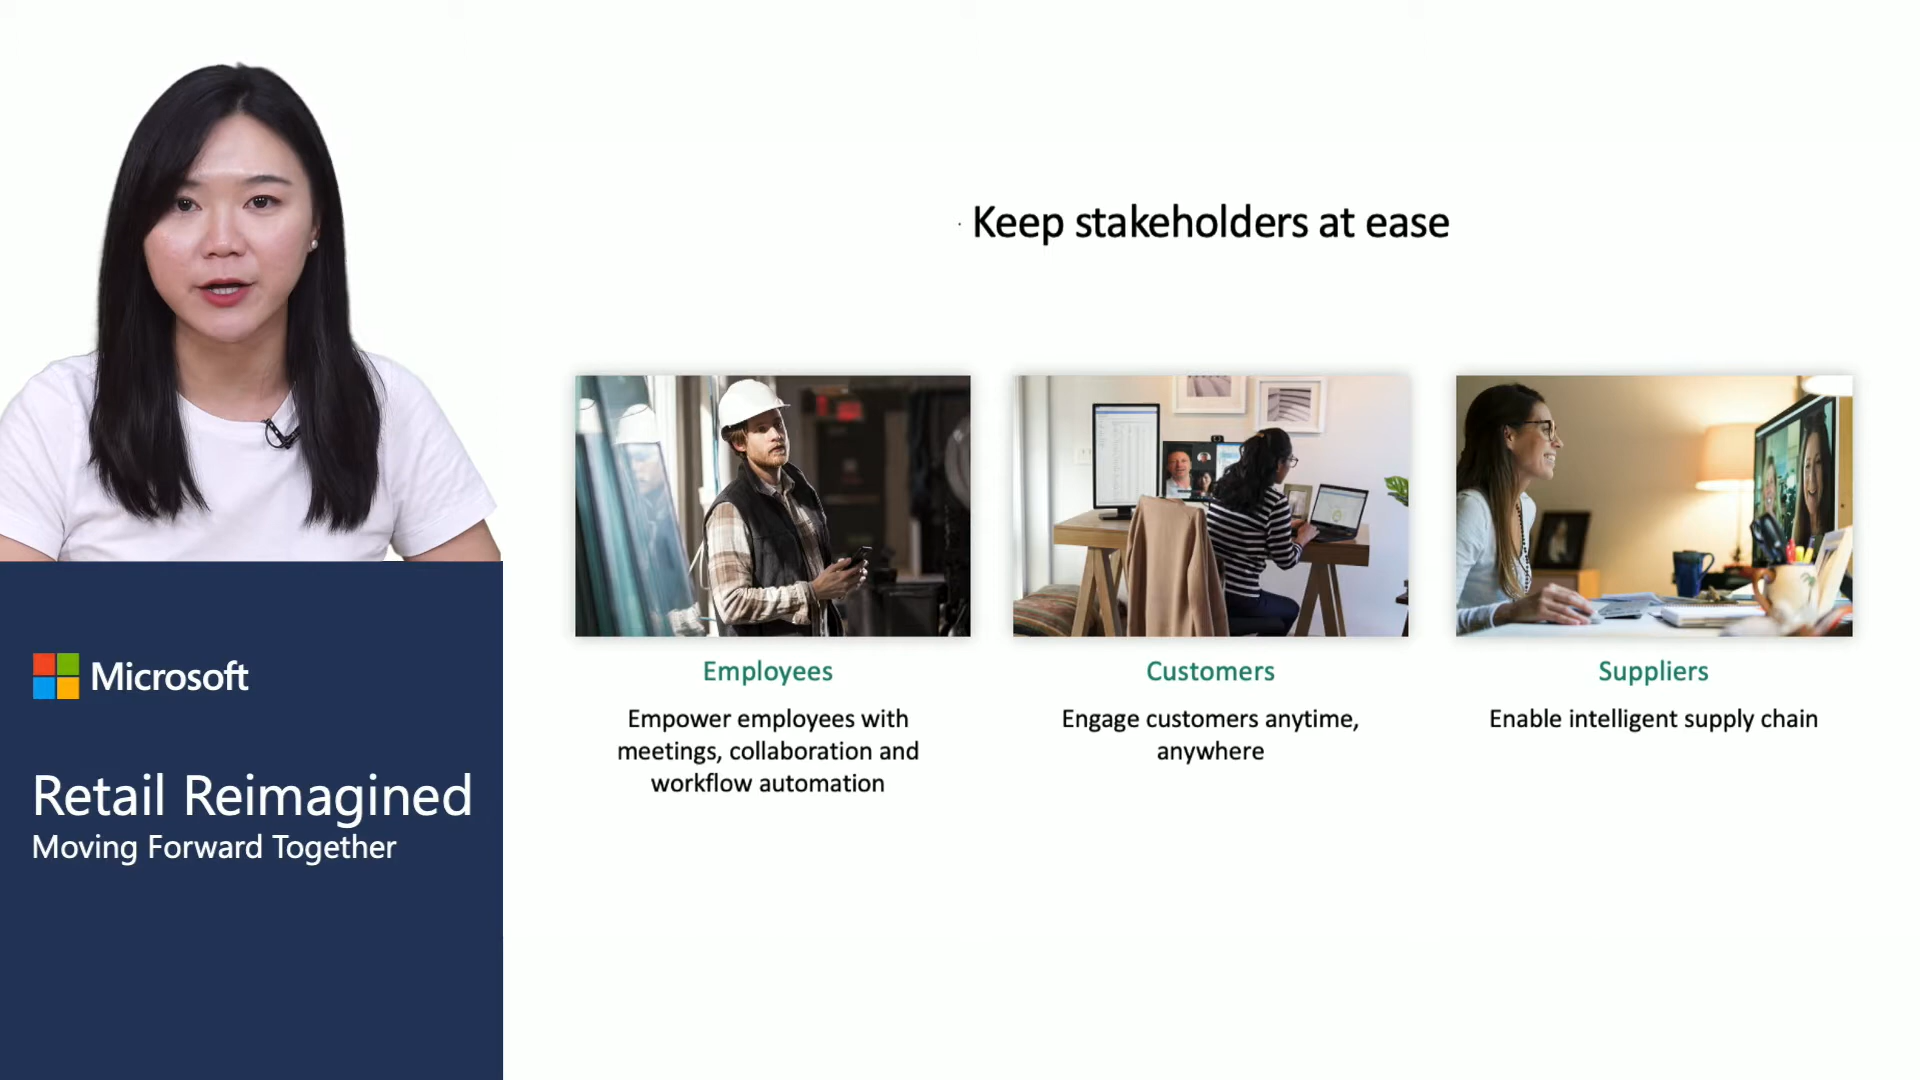 Keep stakeholders at ease
Employees
Empower employees with
meetings, collaboration and
workflow automation
Customers
Engage customers anytime,
anywhere
Suppliers
Enable intelligent supply chain
Microsoft
Retail Reimagined
Moving Forward Together